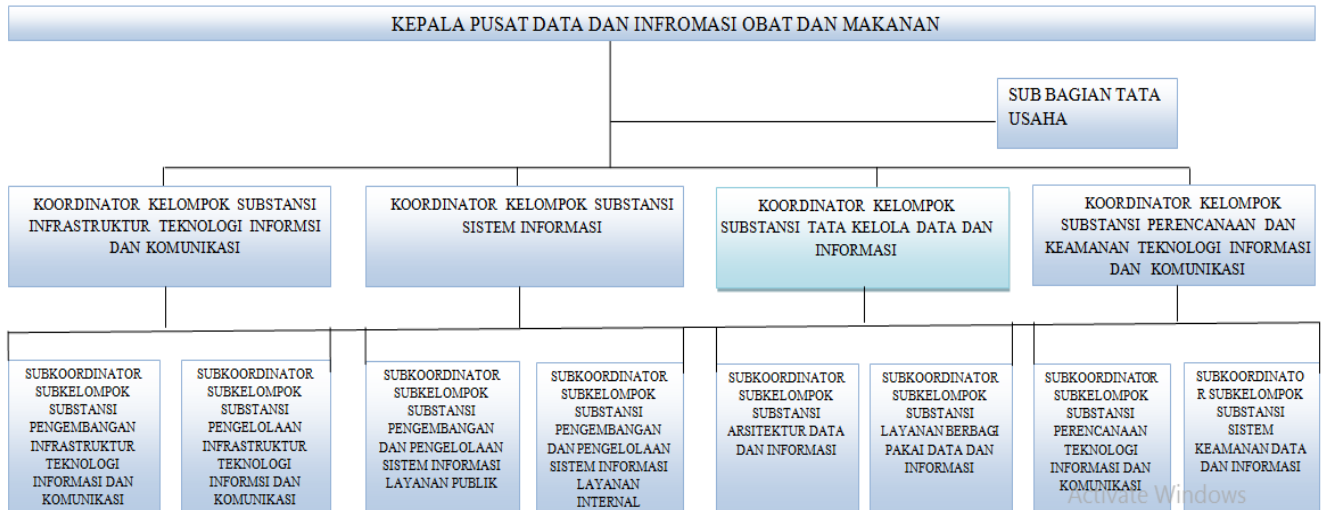 KEPALA PUSAT DATA DAN INFROMASI OBAT DAN MAKANAN
SUB BAGIAN TATA
USAHA
KOORDINATOR KELOMPOK SUBSTANSI
INFRASTRUKTUR TEKNOLOGI INFORMSI
DAN KOMUNIKASI
KOORDINATOR KELOMPOK SUBSTANSI
SISTEM INFORMASI
KOORDINATOR KELOMPOK
SUBSTANSI TATA KELOLA DATA DAN
INFORMASI
KOORDINATOR KELOMPOK
SUBSTANSI PERENCANAAN DAN
KEAMANAN TEKNOLOGI INFORMASI
DAN KOMUNIKASI
SUBKOORDINATOR
SUBKELOMPOK
SUBSTANSI
PENGEMBANGAN
INFRASTRUKTUR
TEKNOLOGI
INFORMASI DAN
KOMUNIKASI
SUBKOORDINATOR
SUBKELOMPOK
SUBSTANSI
PENGELOLAAN
INFRASTRUKTUR
TEKNOLOGI
INFORMSI DAN
KOMUNIKASI
SUBKOORDINATOR
SUBKELOMPOK
SUBSTANSI
PENGEMBANGAN
DAN PENGELOLAAN
SISTEM INFORMASI
LAYANAN PUBLIK
SUBKOORDINATOR
SUBKELOMPOK
SUBSTANSI
PENGEMBANGAN
DAN PENGELOLAAN
SISTEM INFORMASI
LAYANAN
INTERNAL
SUBKOORDINATOR
SUBKELOMPOK
SUBSTANSI
ARSITEKTUR DATA
DAN INFORMASI
SUBKOORDINATOR
SUBKELOMPOK
SUBSTANSI
LAYANAN BERBAGI
PAKAI DATA DAN
INFORMASI
SUBKOORDINATOR
SUBKELOMPOK
SUBSTANSI
PERENCANAAN
TEKNOLOGI
INFORMASI DAN
KOMUNIKASI
SUBKOORDINATO
R SUBKELOMPOK
SUBSTANSI
SISTEM
KEAMANAN DATA
DAN INFORMASI
Activate Windows